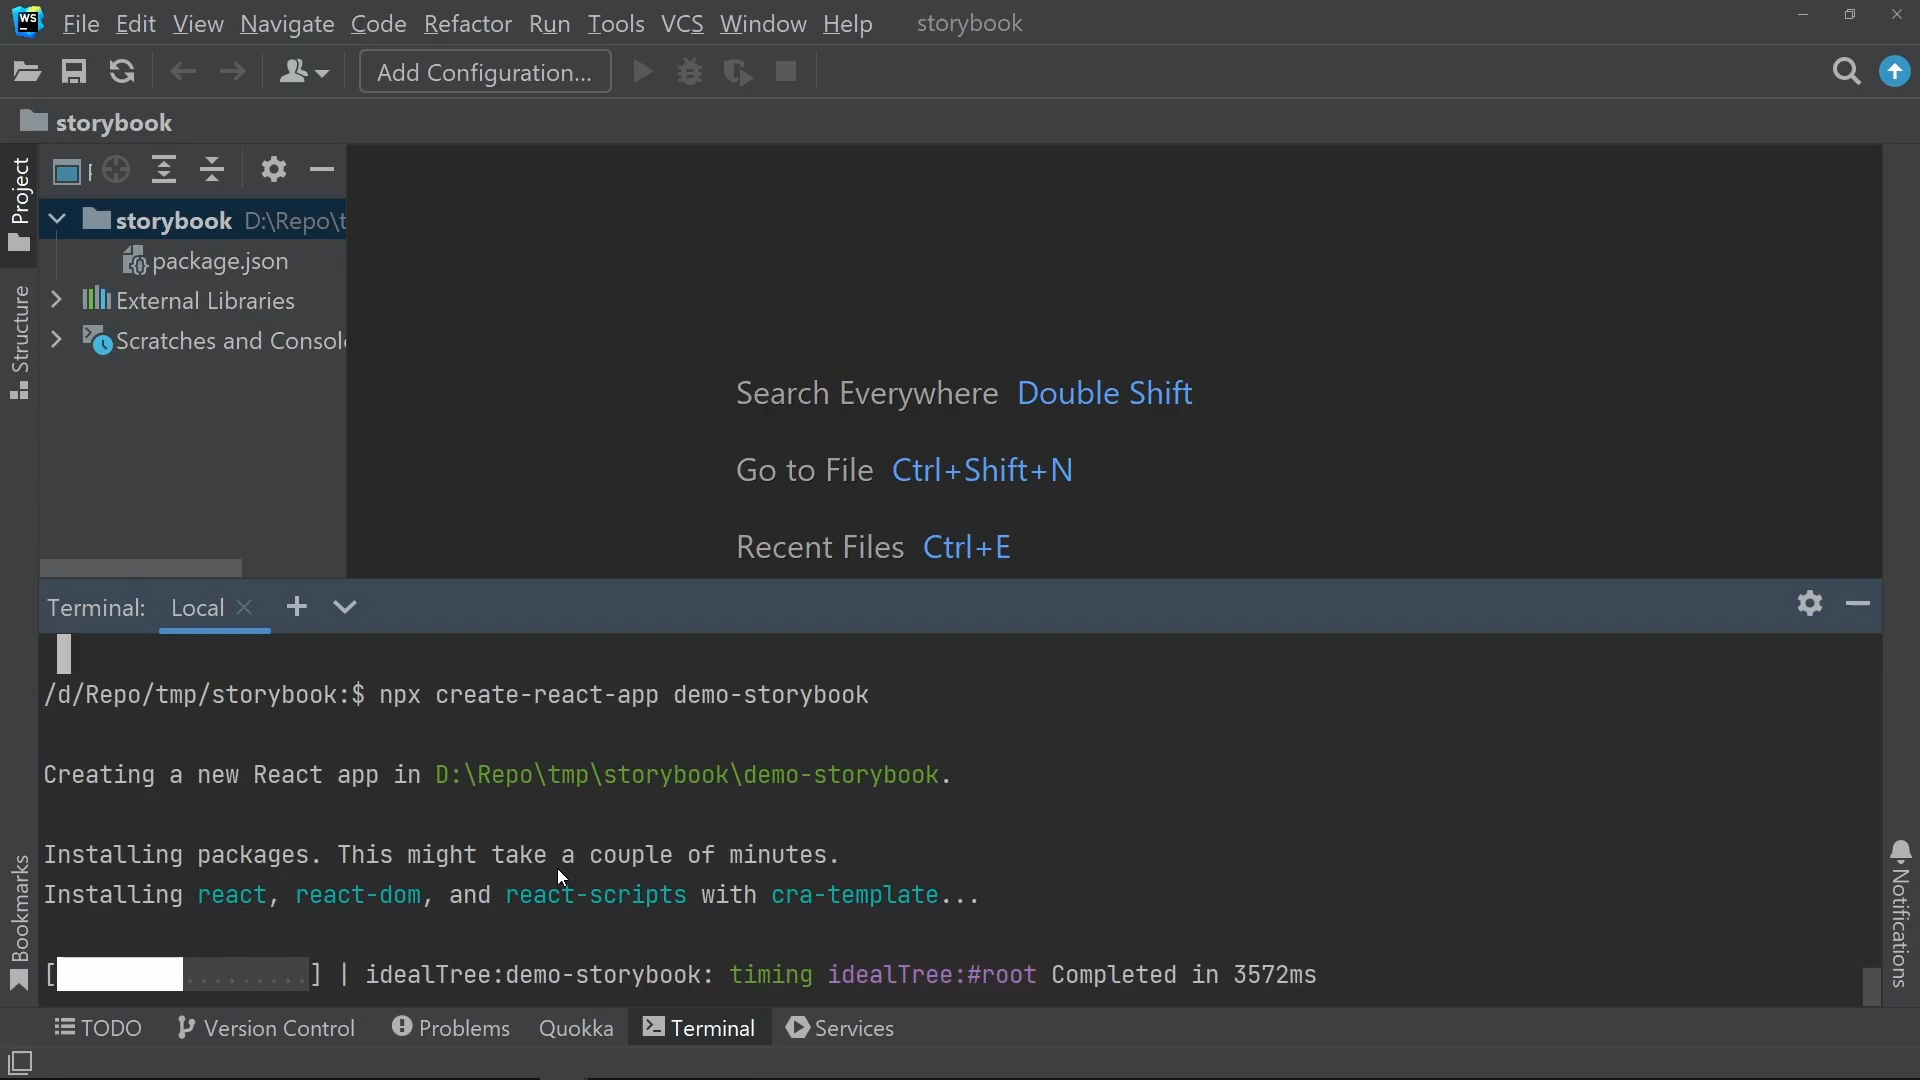 WS
File Edit View Navigate Code Refactor Run Tools VCS Window Help storybook
Add Configuration...
storybook
Project
storybook D:\Repo\t
package.json
External Libraries
Scratches and Consol
Structure
Search Everywhere Double Shift
Go to File Ctrl+Shift+N
Recent Files Ctrl+E
Terminal: Local
/d/Repo/tmp/storybook:$ npx create-react-app demo-storybook
Creating a new React app in D:\Repo\tmp\storybook\demo-storybook.
Installing packages. This might take a couple of minutes.
Installing react, react-dom, and react-scripts with cra-template...
[.........] | idealTree:demo-storybook: timing idealTree:#root Completed in 3572ms
Bookmarks
Notifications
TODO Version Control Problems Quokka Terminal Services